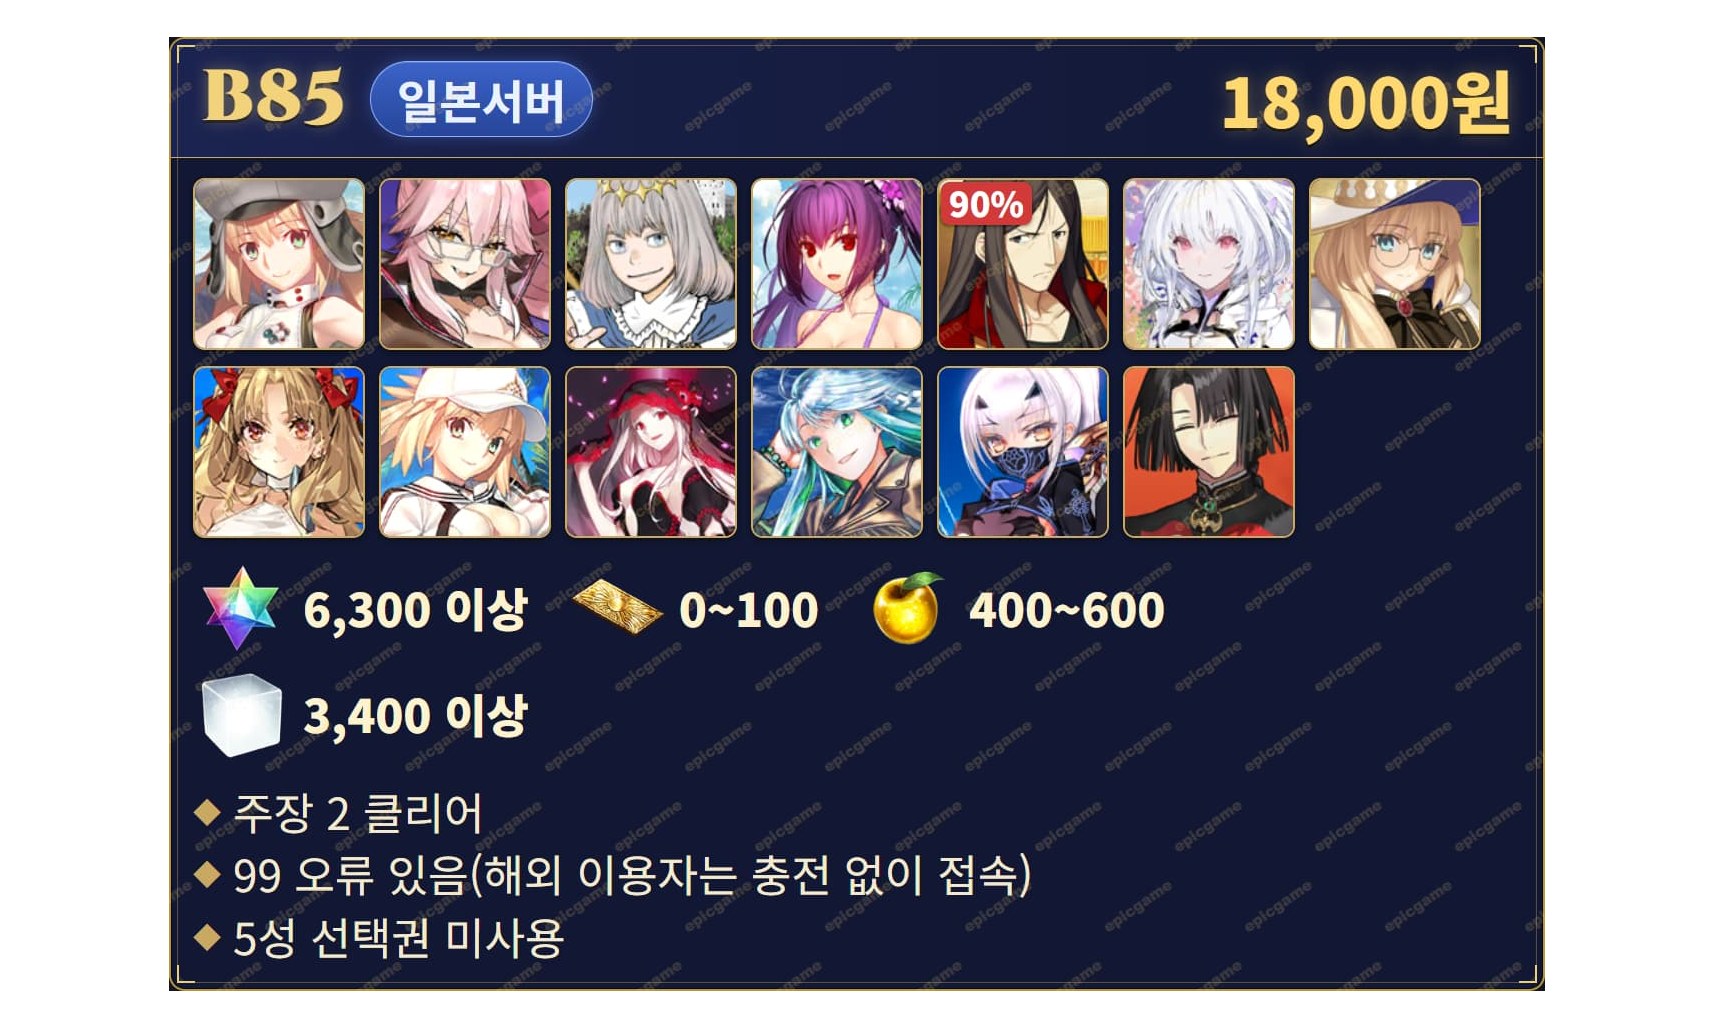 B85 일본서버 18,000원
90%
6,300 이상 0~100 400~600
3,400 이상
주장 2 클리어
99 오류 있음(해외 이용자는 충전 없이 접속)
5성 선택권 미사용
epicgame